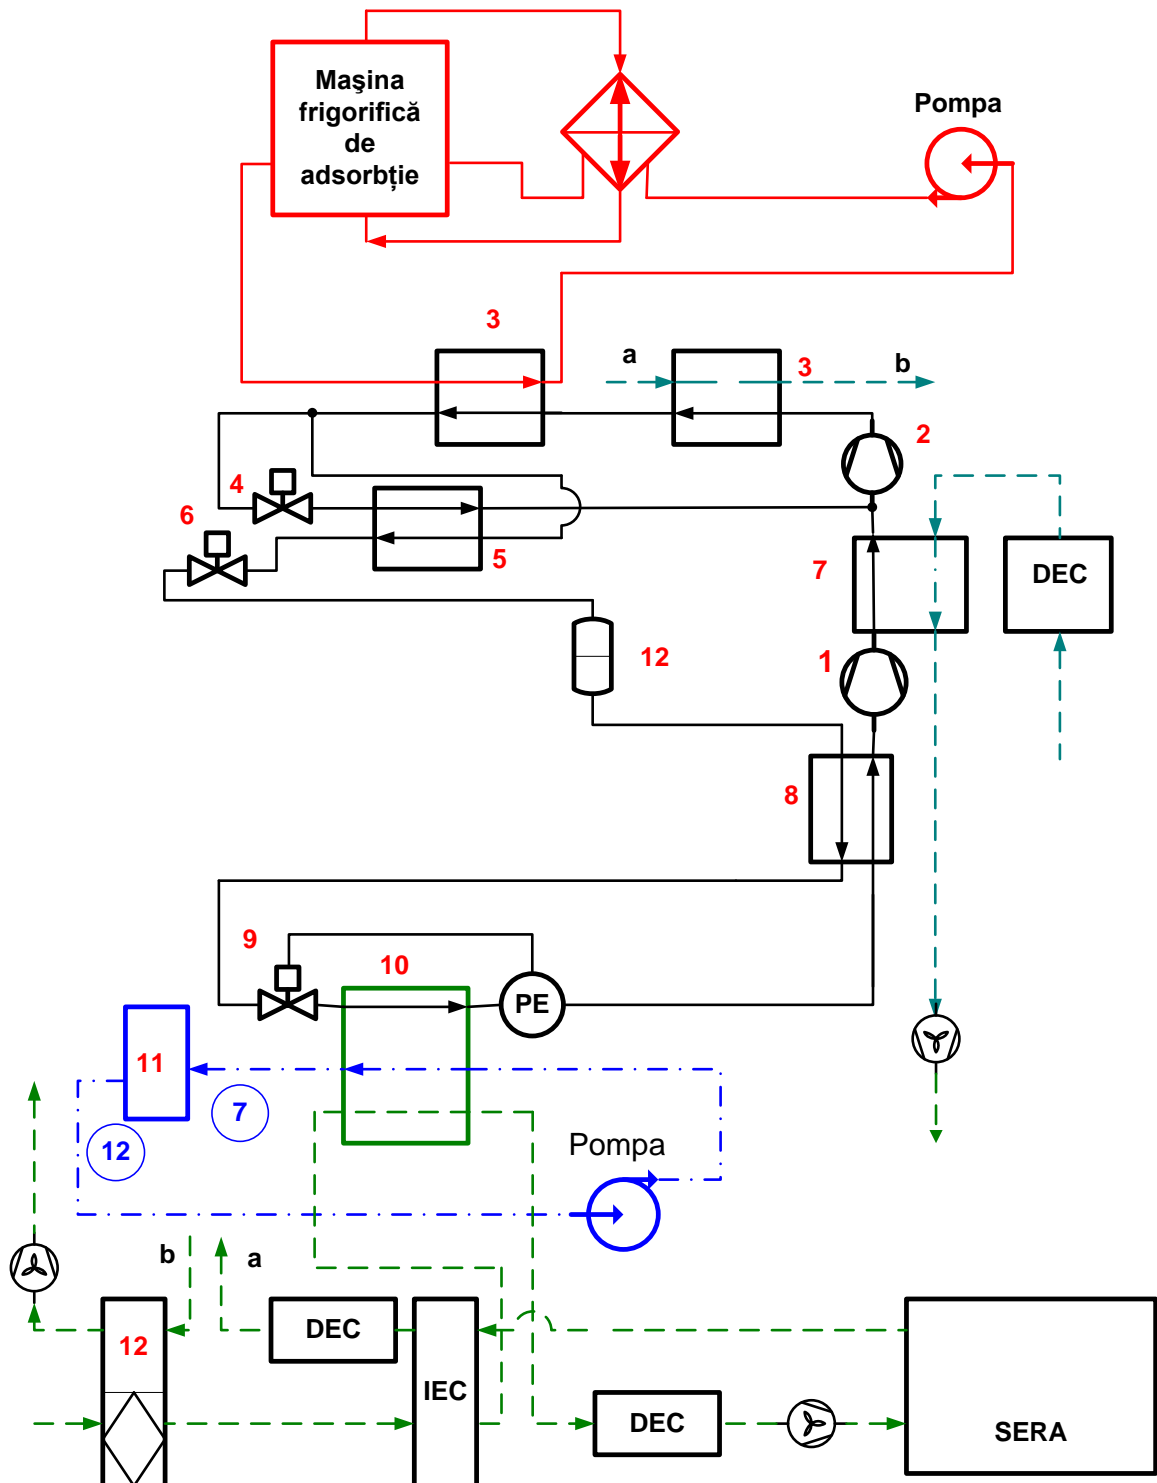 Maşina
frigorifică
de
adsorbție
Pompa
3
a
3
b
2
4
6
5
7
DEC
12
1
8
9
10
PE
11
7
12
Pompa
b
a
12
DEC
IEC
DEC
SERA